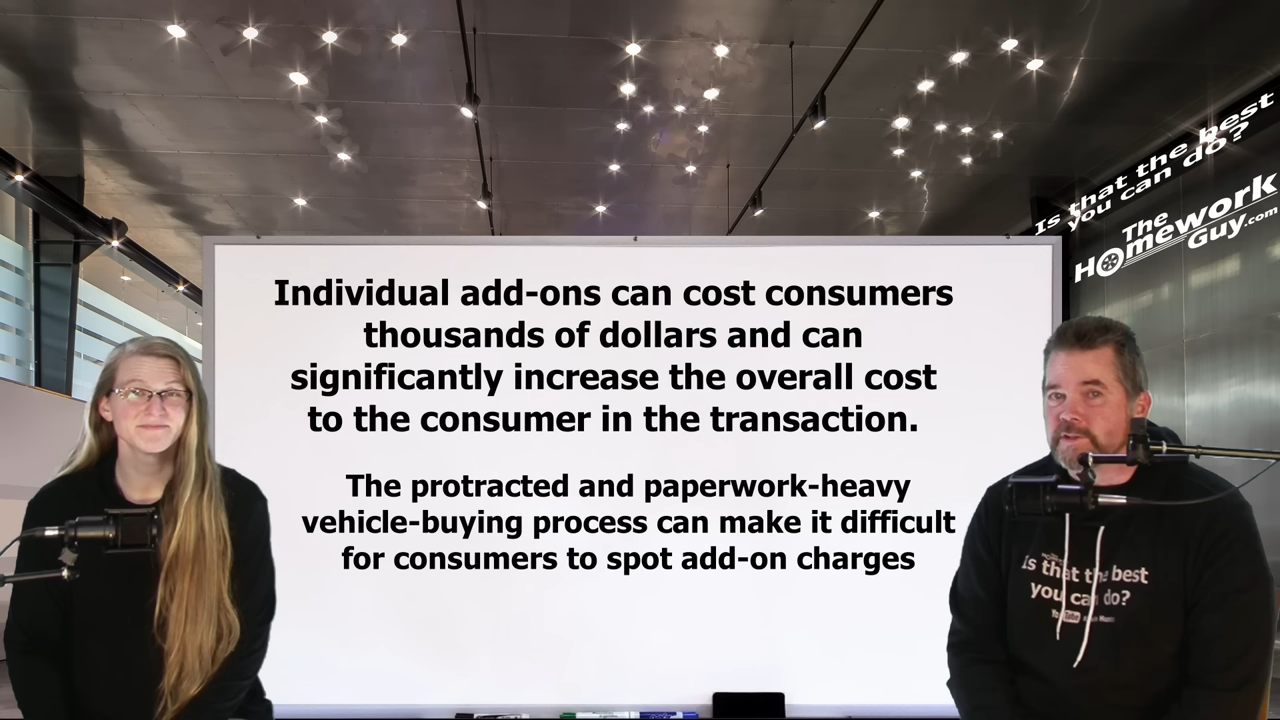 Is that the best
you can do?
The
Homework
Guy.com
Individual add-ons can cost consumers
thousands of dollars and can
significantly increase the overall cost
to the consumer in the transaction.
The protracted and paperwork-heavy
vehicle-buying process can make it difficult
for consumers to spot add-on charges
Is that the best
you can do?
You Tube